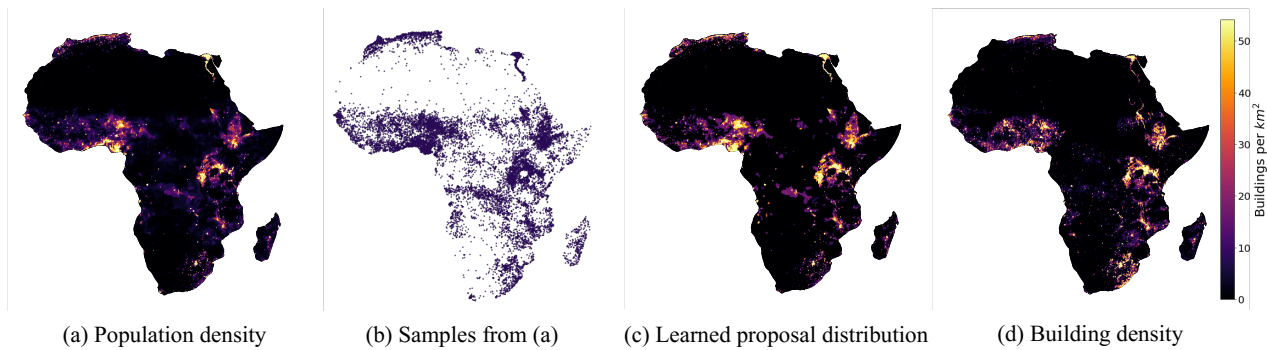 50
40
30
20
10
0
Buildings per km²
(a) Population density
(b) Samples from (a)
(c) Learned proposal distribution
(d) Building density